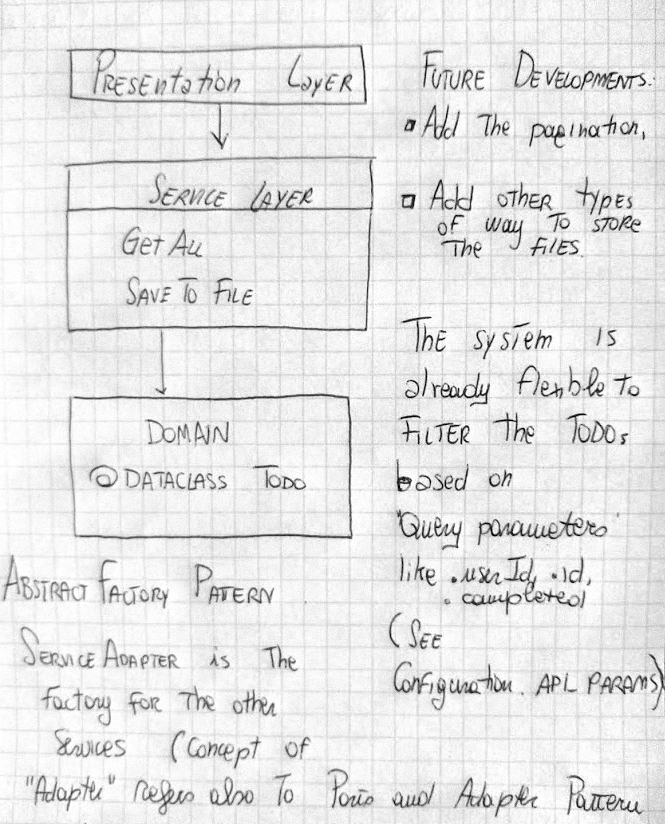 PRESEntation LayER
SERVICE LAYER
Get All
SAVE TO FILE
DOMAIN
@DATACLASS TODO
FUTURE DEVELOPMENTS:
Add The pagination,
Add OTHER TYPES
OF way TO STORE
The FILES.
The system is
already flexible to
FILTER the TODOs
based on
"Query parameters"
like .userId, .id,
. completed
(SEE
Configuration. API_PARAMS)
ABSTRACT FACTORY PATERN.
SERVICE ADAPTER is The
factory for The other
Services (Concept of
"Adapter" refers also To Ports and Adapter Pattern